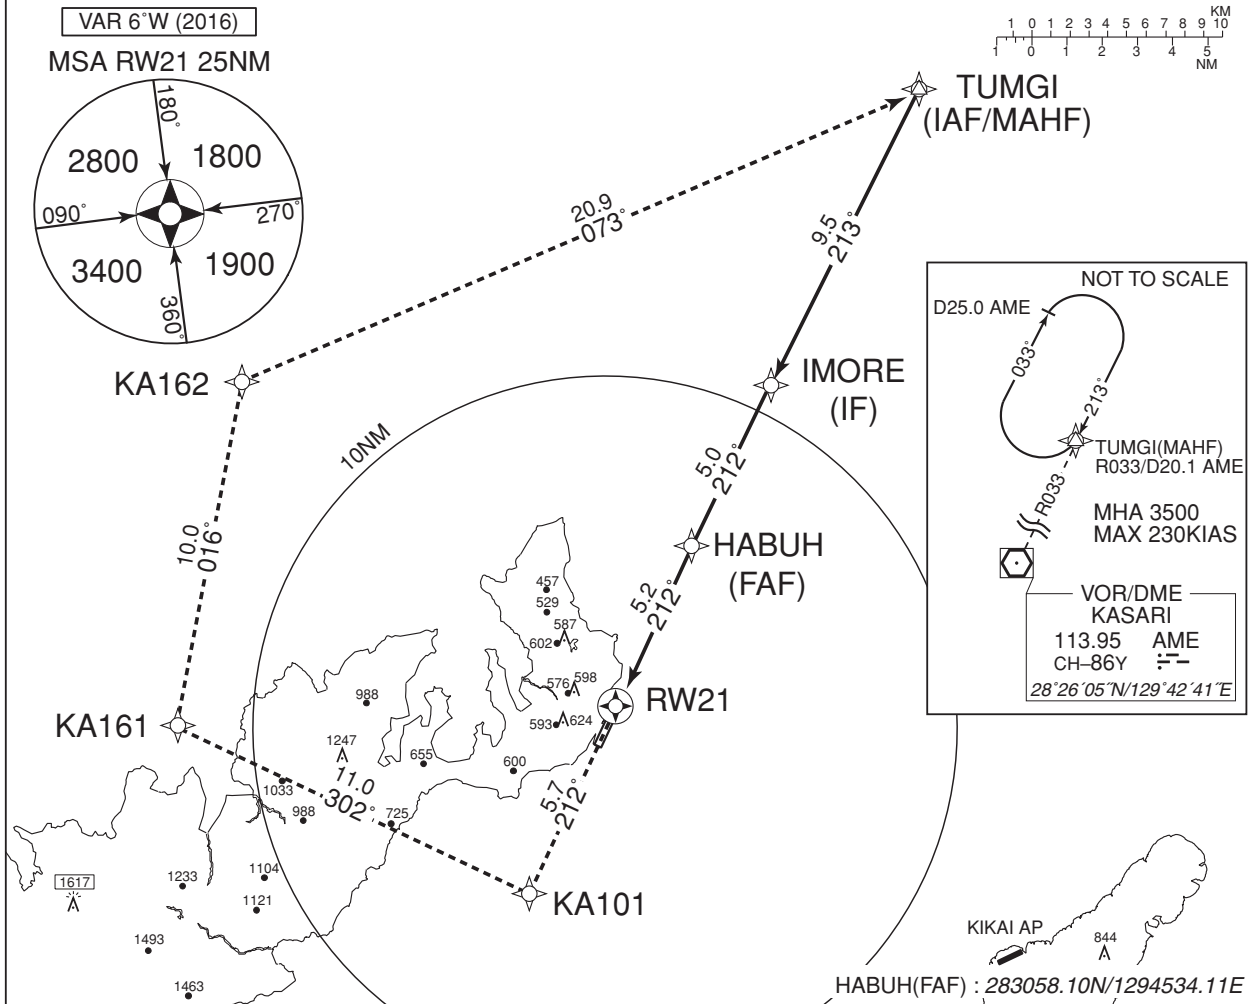 VAR 6°W (2016)
MSA RW21 25NM
180°
2800
1800
090°
270°
3400
1900
360°
1 0 1 2 3 4 5 6 7 8 9 10
KM
1 0 1 2 3 4 5
NM
TUMGI
(IAF/MAHF)
20.9
073°
9.5
213°
KA162
IMORE
(IF)
10NM
5.0
212°
10.0
016°
HABUH
(FAF)
5.2
212°
457
529
587
602
576
598
593
624
RW21
988
KA161
1247
655
600
11.0
302°
1033
988
725
5.7
212°
1617
1233
1104
1121
KA101
1493
1463
NOT TO SCALE
D25.0 AME
033°
213°
TUMGI(MAHF)
R033/D20.1 AME
R033
MHA 3500
MAX 230KIAS
VOR/DME
KASARI
113.95 AME
CH–86Y
28°26´05˝N/129°42´41˝E
KIKAI AP
844
HABUH(FAF) : 283058.10N/1294534.11E